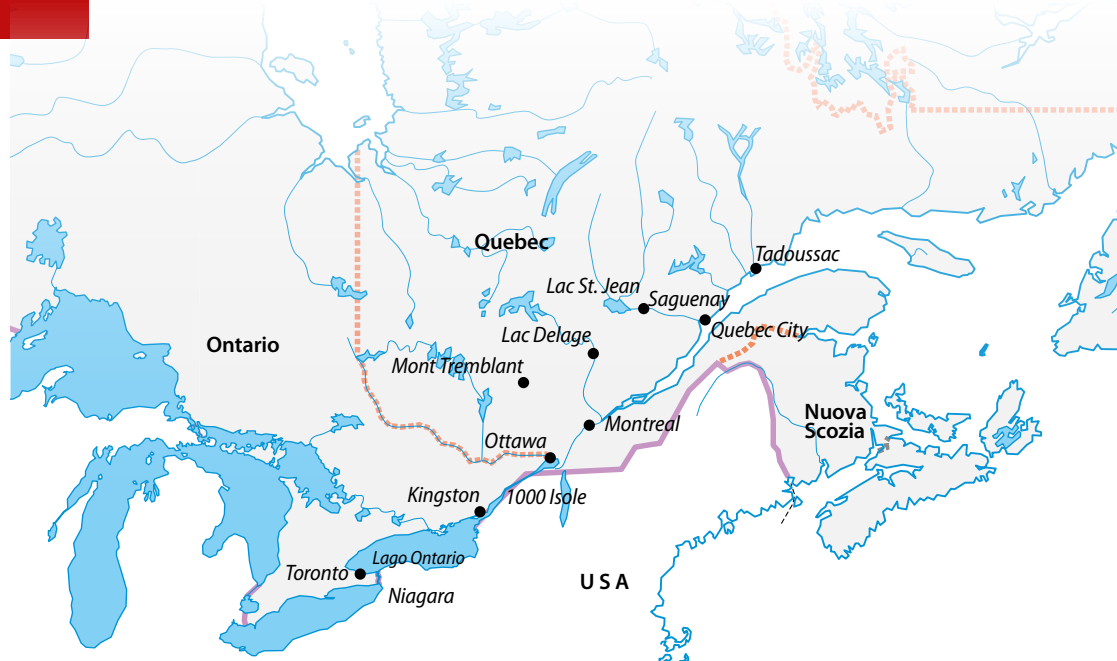 Quebec
Tadoussac
Lac St. Jean
Saguenay
Quebec City
Lac Delage
Ontario
Mont Tremblant
Nuova
Scozia
Montreal
Ottawa
Kingston
1000 Isole
Lago Ontario
Toronto
Niagara
USA